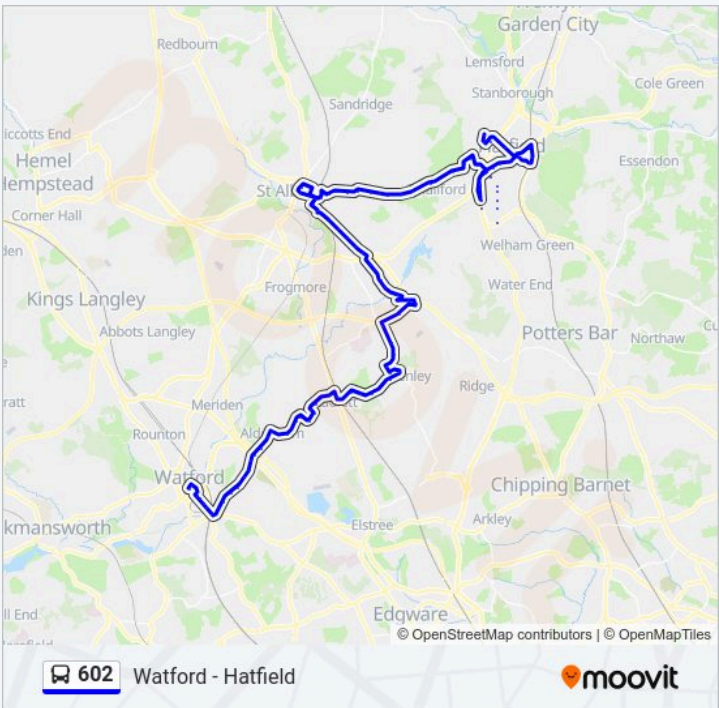 Garden City
Redbourn
Lemsford
Cole Green
Stanborough
Sandridge
Hemel
Hempstead
Essendon
St Al
Corner Hall
Welham Green
Frogmore
Water End
Kings Langley
Abbots Langley
Potters Bar
Northaw
Ridge
Meriden
Rounton
Watford
Chipping Barnet
kmansworth
Elstree
Arkley
Edgware
© OpenStreetMap contributors | © OpenMapTiles
602 Watford - Hatfield
moovit